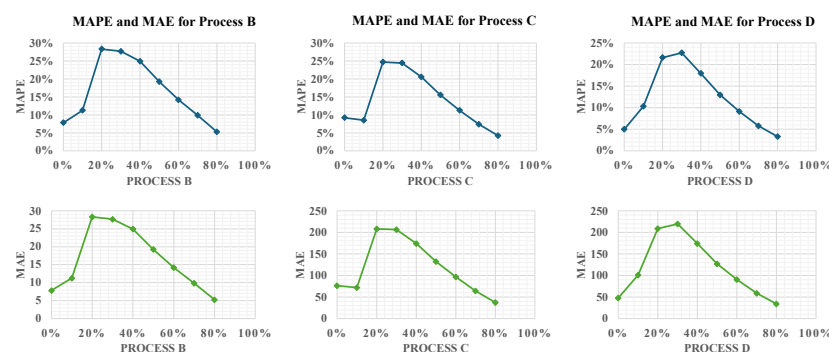 MAPE and MAE for Process B
MAPE
30%
25%
20%
15%
10%
5%
0%
0% 20% 40% 60% 80% 100%
PROCESS B
MAPE and MAE for Process C
MAPE
30%
25%
20%
15%
10%
5%
0%
0% 20% 40% 60% 80% 100%
PROCESS C
MAPE and MAE for Process D
MAPE
25%
20%
15%
10%
5%
0%
0% 20% 40% 60% 80% 100%
PROCESS D
MAE
30
25
20
15
10
5
0
0% 20% 40% 60% 80% 100%
PROCESS B
MAE
250
200
150
100
50
0
0% 20% 40% 60% 80% 100%
PROCESS C
MAE
250
200
150
100
50
0
0% 20% 40% 60% 80% 100%
PROCESS D